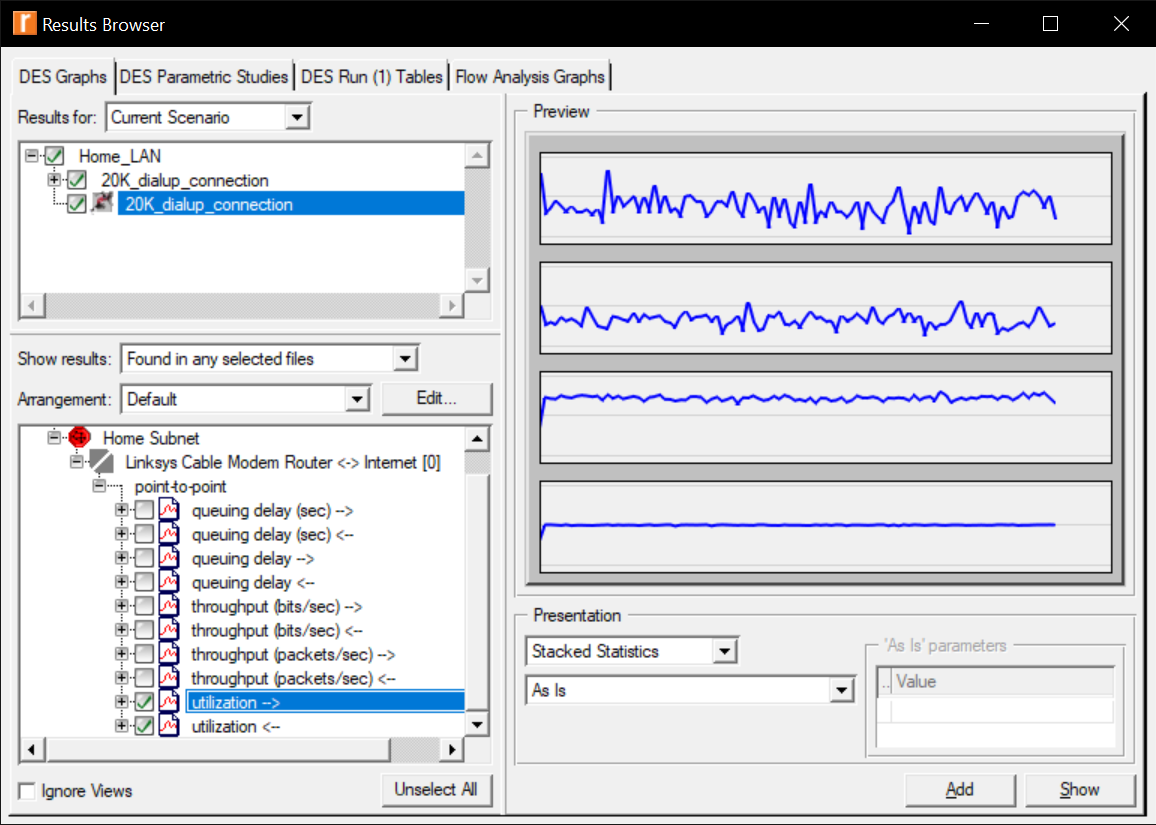 Results Browser
DES Graphs DES Parametric Studies DES Run (1) Tables Flow Analysis Graphs
Results for: Current Scenario
Home_LAN
20K_dialup_connection
20K_dialup_connection
Show results: Found in any selected files
Arrangement: Default Edit...
Home Subnet
Linksys Cable Modem Router <-> Internet [0]
point-to-point
queuing delay (sec) -->
queuing delay (sec) <--
queuing delay -->
queuing delay <--
throughput (bits/sec) -->
throughput (bits/sec) <--
throughput (packets/sec) -->
throughput (packets/sec) <--
utilization -->
utilization <--
Ignore Views Unselect All
Preview
Presentation
Stacked Statistics
As Is
'As Is' parameters
.. Value
Add Show